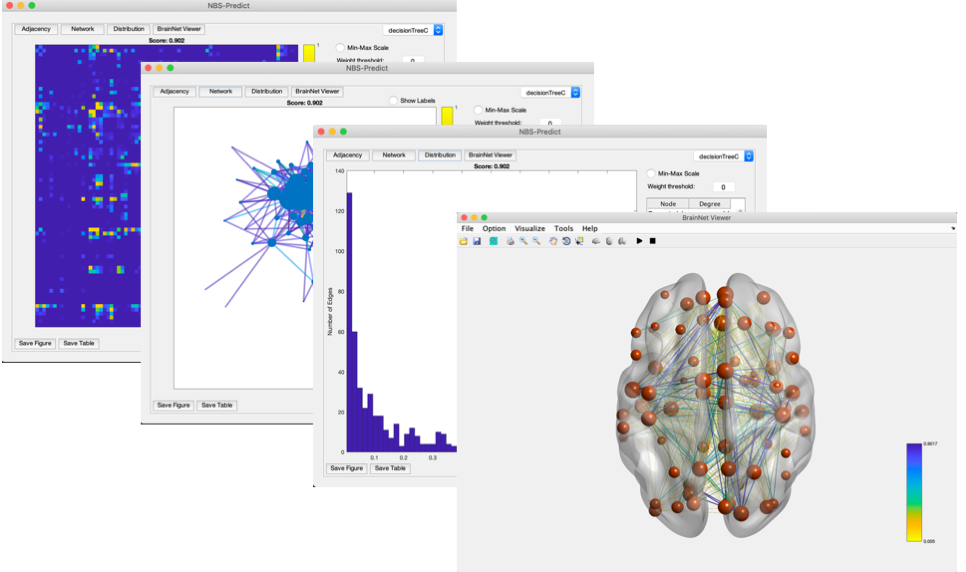 NBS-Predict
Adjacency Network Distribution BrainNet Viewer
decisionTreeC
Score: 0.902
1
Min-Max Scale
Weight threshold: 0
Save Figure Save Table
NBS-Predict
Adjacency Network Distribution BrainNet Viewer
decisionTreeC
Score: 0.902
Show Labels
1
Min-Max Scale
Weight threshold: 0
Save Figure Save Table
NBS-Predict
Adjacency Network Distribution BrainNet Viewer
decisionTreeC
Score: 0.902
Min-Max Scale
Weight threshold: 0
Node Degree
140
120
100
80
60
40
20
0
Number of Edges
0.1 0.2 0.3
Save Figure Save Table
BrainNet Viewer
File Option Visualize Tools Help